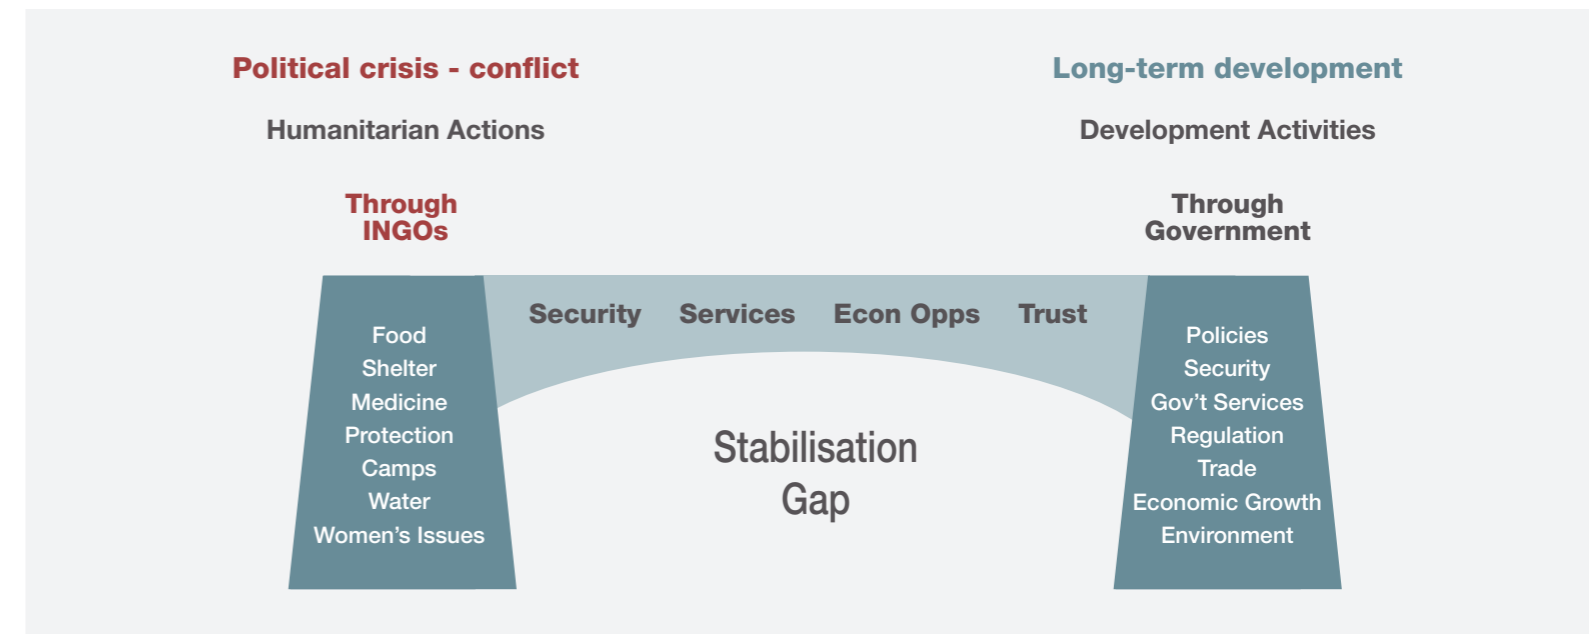 Political crisis - conflict
Humanitarian Actions
Through
INGOs
Food
Shelter
Medicine
Protection
Camps
Water
Women’s Issues
Security Services Econ Opps Trust
Stabilisation
Gap
Long-term development
Development Activities
Through
Government
Policies
Security
Gov’t Services
Regulation
Trade
Economic Growth
Environment